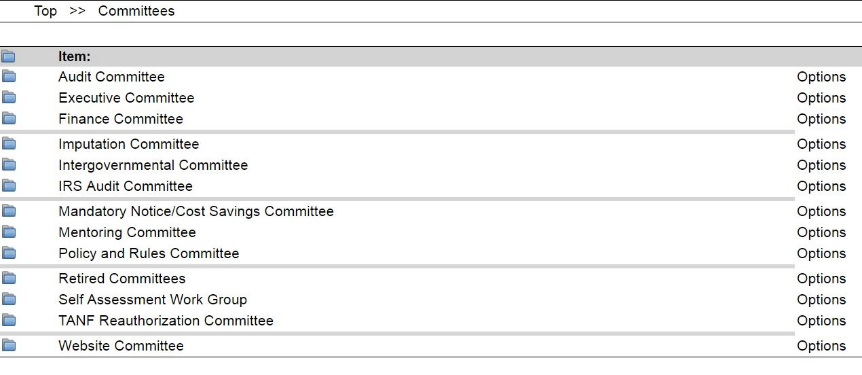 Top >> Committees
Item:
Audit Committee Options
Executive Committee Options
Finance Committee Options
Imputation Committee Options
Intergovernmental Committee Options
IRS Audit Committee Options
Mandatory Notice/Cost Savings Committee Options
Mentoring Committee Options
Policy and Rules Committee Options
Retired Committees Options
Self Assessment Work Group Options
TANF Reauthorization Committee Options
Website Committee Options